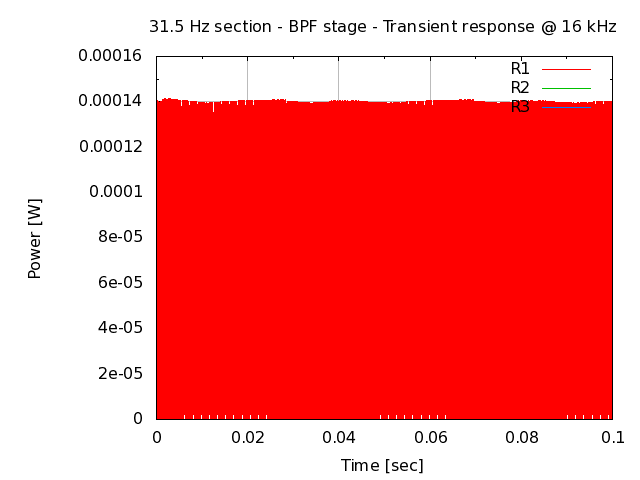 31.5 Hz section - BPF stage - Transient response @ 16 kHz
0.00016
0.00014
0.00012
0.0001
8e-05
6e-05
4e-05
2e-05
0
Power [W]
R1
R2
R3
0 0.02 0.04 0.06 0.08 0.1
Time [sec]